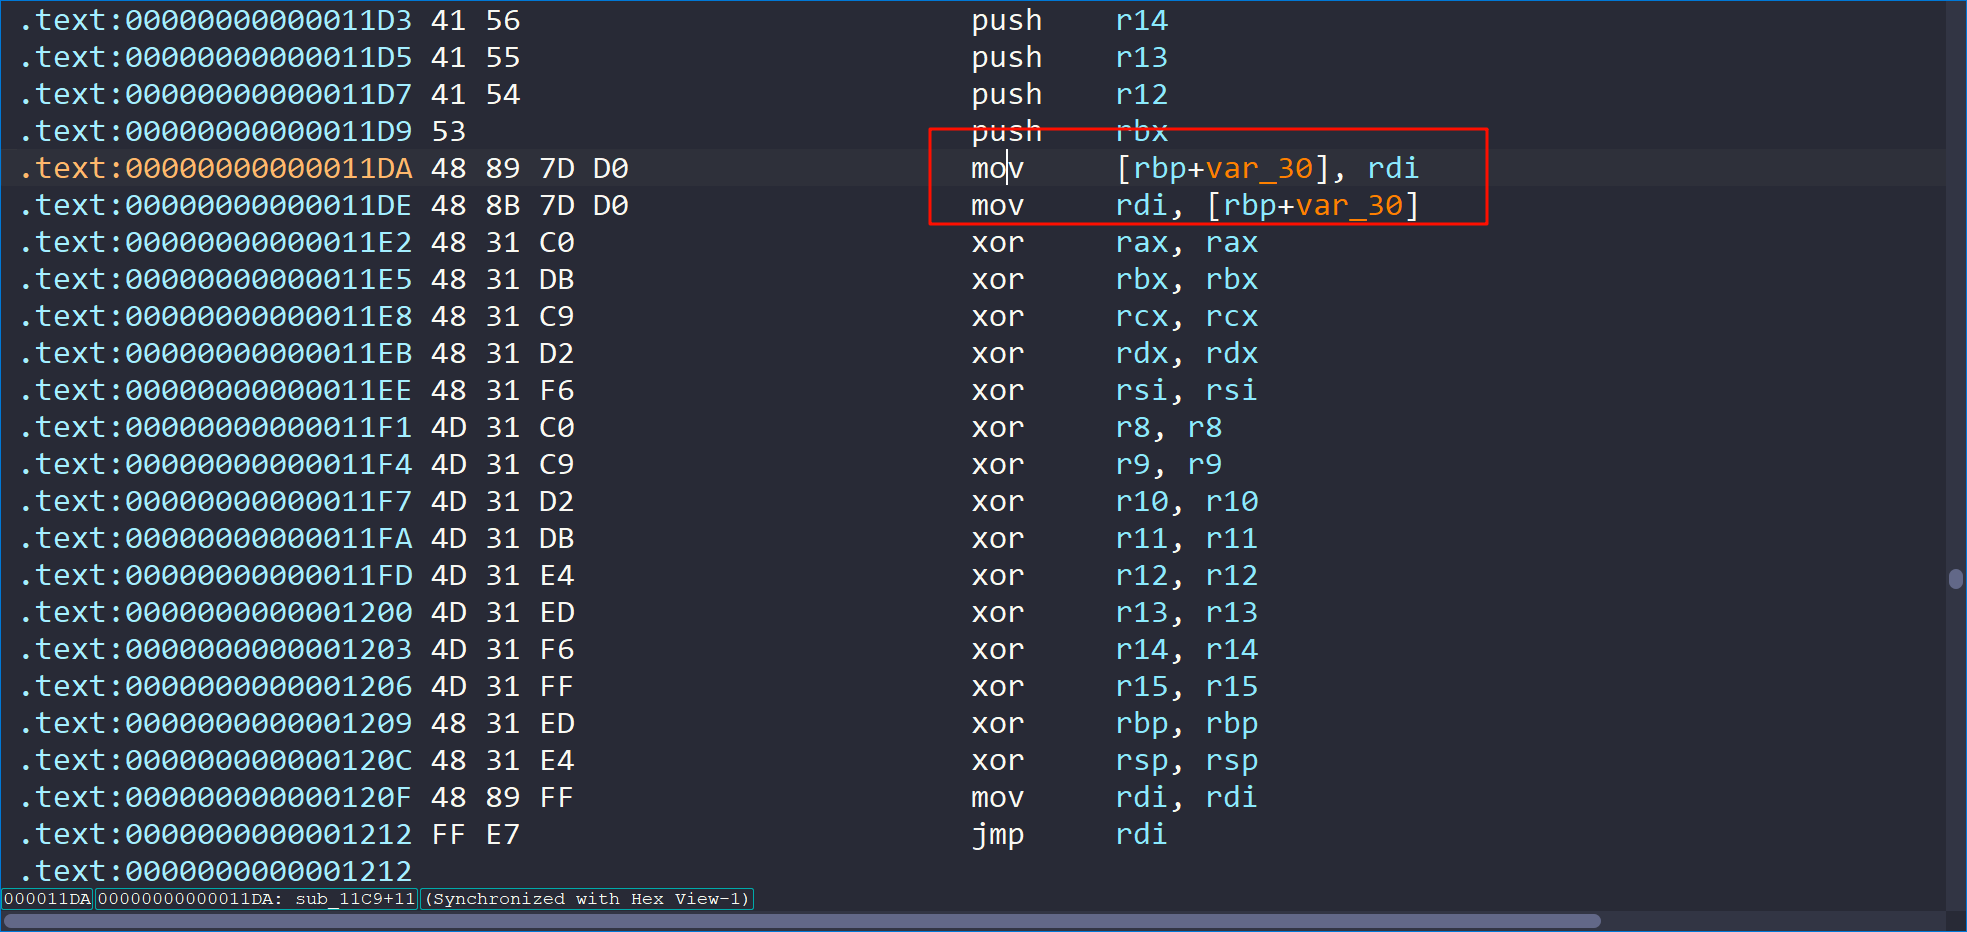 .text:00000000000011D3 41 56 push r14
.text:00000000000011D5 41 55 push r13
.text:00000000000011D7 41 54 push r12
.text:00000000000011D9 53 push rbx
.text:00000000000011DA 48 89 7D D0 mov [rbp+var_30], rdi
.text:00000000000011DE 48 8B 7D D0 mov rdi, [rbp+var_30]
.text:00000000000011E2 48 31 C0 xor rax, rax
.text:00000000000011E5 48 31 DB xor rbx, rbx
.text:00000000000011E8 48 31 C9 xor rcx, rcx
.text:00000000000011EB 48 31 D2 xor rdx, rdx
.text:00000000000011EE 48 31 F6 xor rsi, rsi
.text:00000000000011F1 4D 31 C0 xor r8, r8
.text:00000000000011F4 4D 31 C9 xor r9, r9
.text:00000000000011F7 4D 31 D2 xor r10, r10
.text:00000000000011FA 4D 31 DB xor r11, r11
.text:00000000000011FD 4D 31 E4 xor r12, r12
.text:0000000000001200 4D 31 ED xor r13, r13
.text:0000000000001203 4D 31 F6 xor r14, r14
.text:0000000000001206 4D 31 FF xor r15, r15
.text:0000000000001209 48 31 ED xor rbp, rbp
.text:000000000000120C 48 31 E4 xor rsp, rsp
.text:000000000000120F 48 89 FF mov rdi, rdi
.text:0000000000001212 FF E7 jmp rdi
.text:0000000000001212
000011DA 00000000000011DA: sub_11C9+11 (Synchronized with Hex View-1)